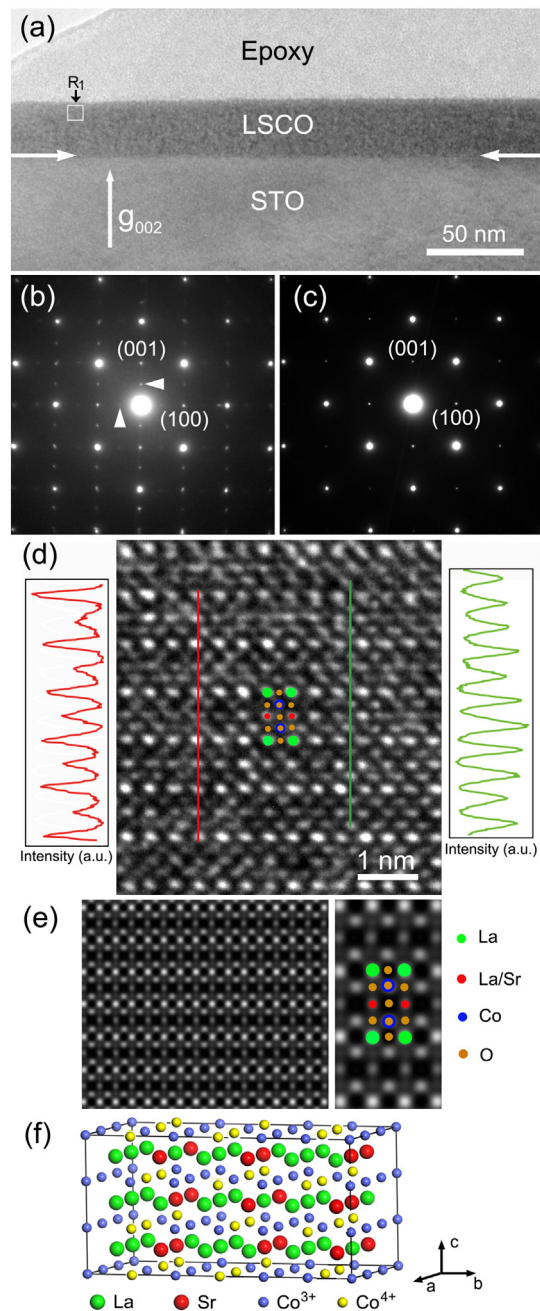 (a)
Epoxy
R1
LSCO
g002
STO
50 nm
(b)
(c)
(001)
(100)
(001)
(100)
(d)
Intensity (a.u.)
1 nm
Intensity (a.u.)
(e)
La
La/Sr
Co
O
(f)
c
a
b
La
Sr
Co3+
Co4+